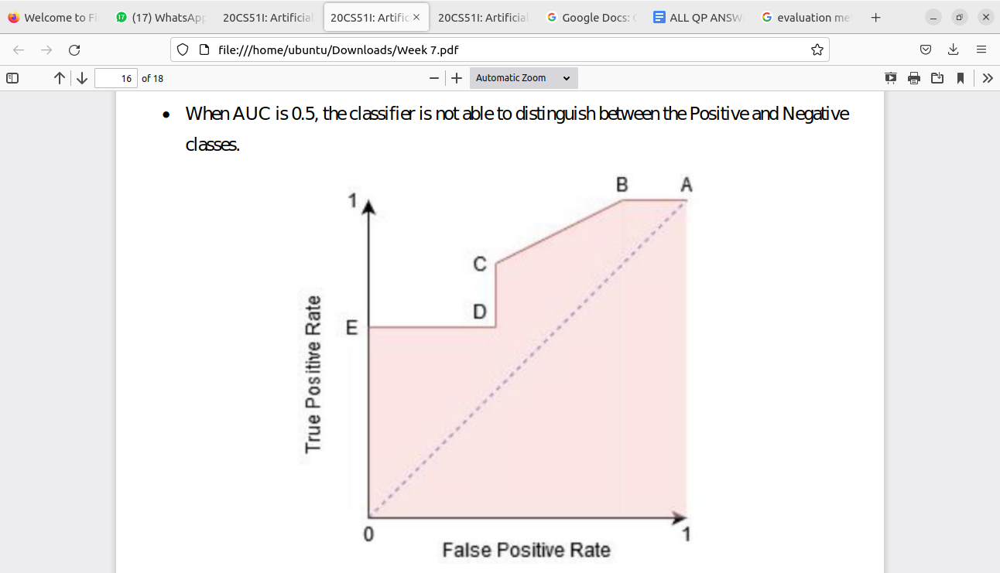 Welcome to Fi
(17) WhatsApp
20CS51I: Artificial
20CS51I: Artific
20CS51I: Artificial
Google Docs:
ALL QP ANSW
evaluation me
file:///home/ubuntu/Downloads/Week 7.pdf
16 of 18
Automatic Zoom
• When AUC is 0.5, the classifier is not able to distinguish between the Positive and Negative
classes.
B A
1
C
D
E
True Positive Rate
0 1
False Positive Rate